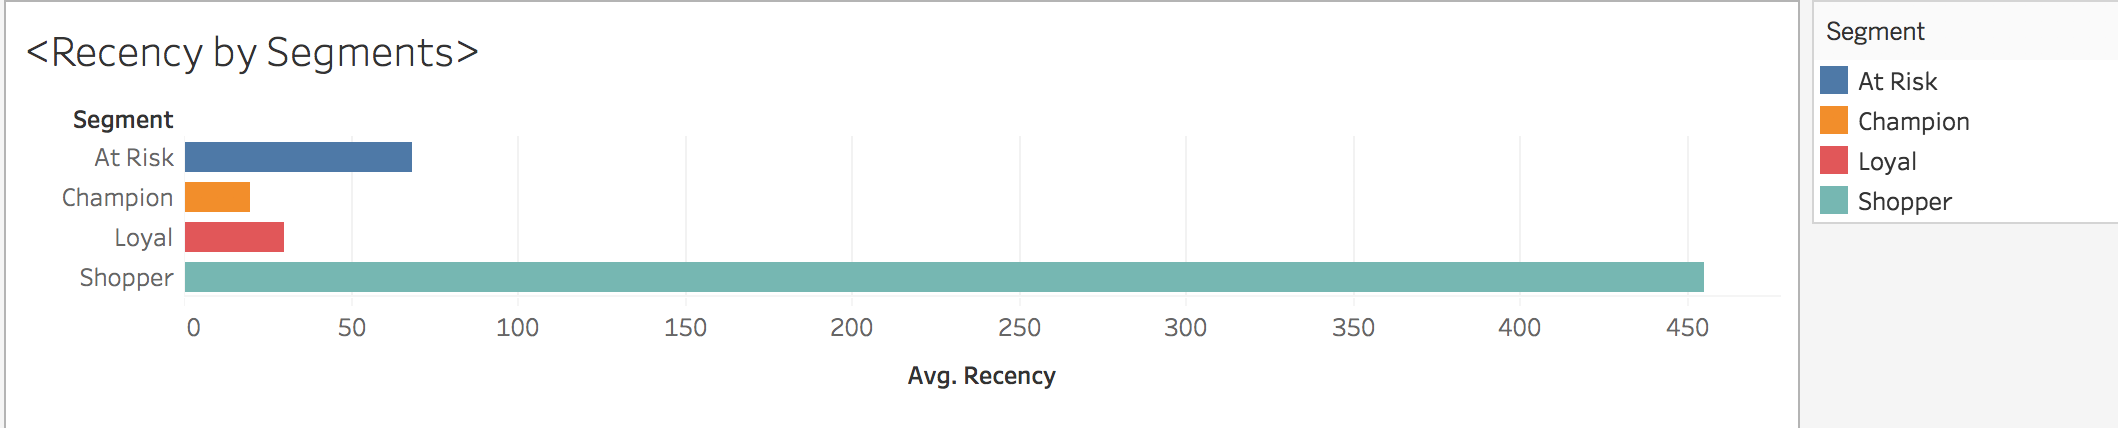 <Recency by Segments>
Segment
At Risk
Champion
Loyal
Shopper
0 50 100 150 200 250 300 350 400 450
Avg. Recency
Segment
At Risk
Champion
Loyal
Shopper